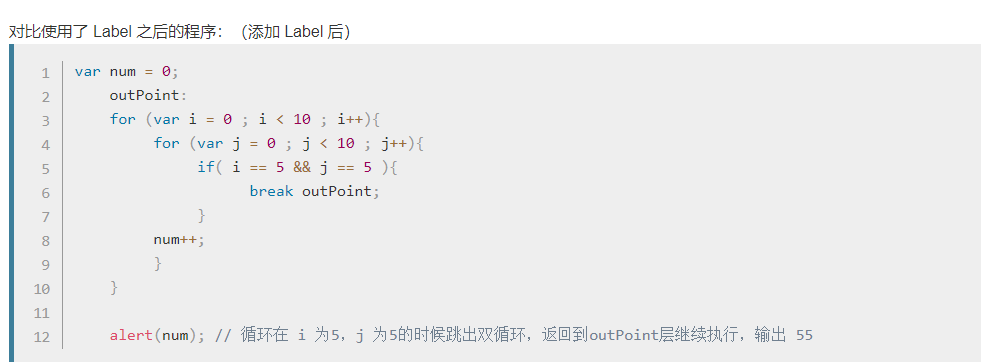 对比使用了 Label 之后的程序：（添加 Label 后）
1 var num = 0;
2 outPoint:
3 for (var i = 0 ; i < 10 ; i++){
4 for (var j = 0 ; j < 10 ; j++){
5 if( i == 5 && j == 5 ){
6 break outPoint;
7 }
8 num++;
9 }
10 }
11
12 alert(num); // 循环在 i 为5，j 为5的时候跳出双循环，返回到outPoint层继续执行，输出 55